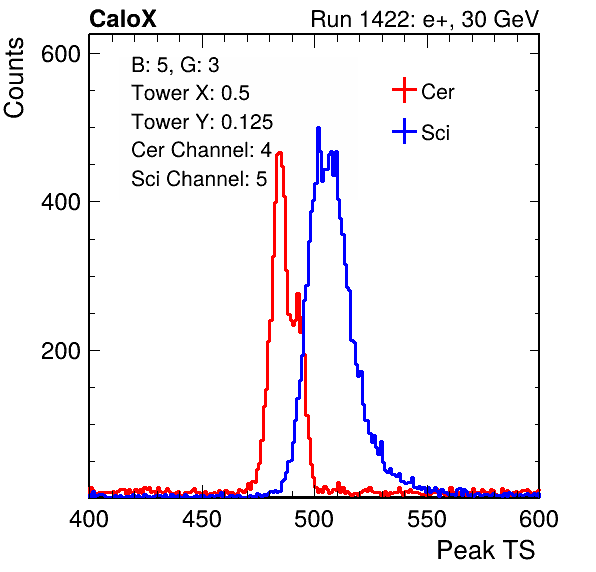 CaloX Run 1422: e+, 30 GeV
Counts
600
400
200
B: 5, G: 3
Tower X: 0.5
Tower Y: 0.125
Cer Channel: 4
Sci Channel: 5
Cer
Sci
400 450 500 550 600
Peak TS